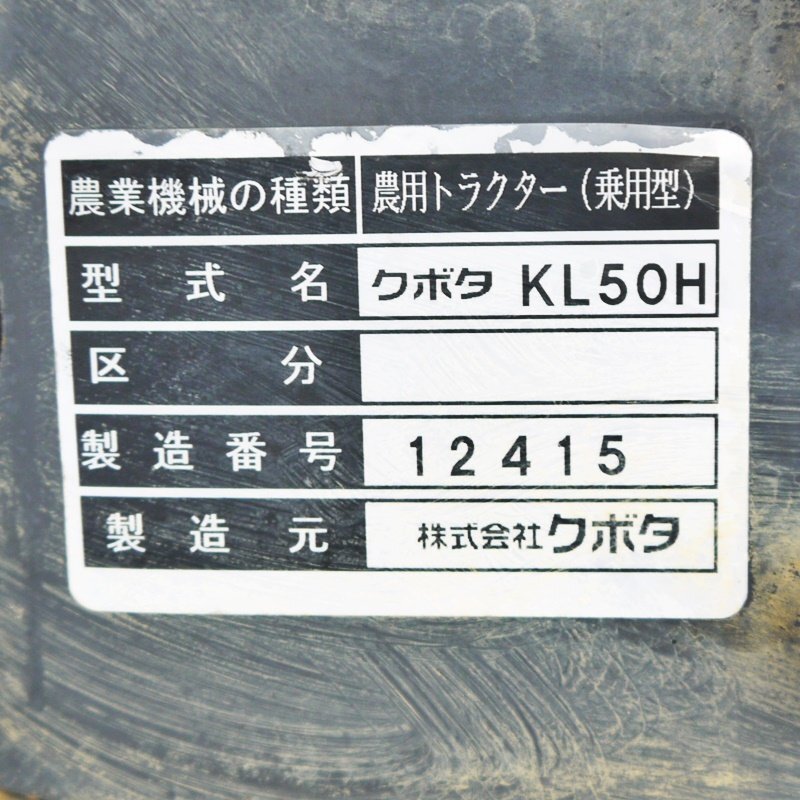 農業機械の種類 農用トラクター(乗用型)
型式名 クボタ KL50H
区分
製造番号 12415
製造元 株式会社クボタ